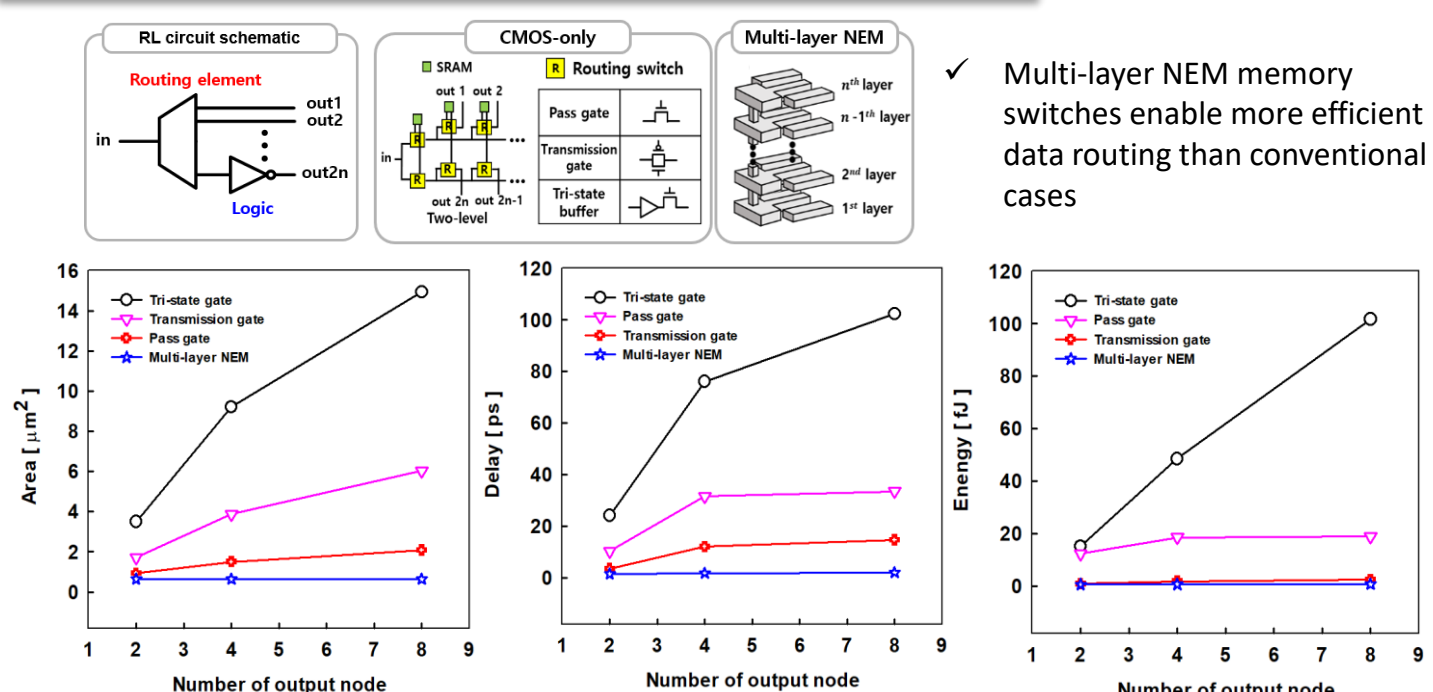 RL circuit schematic
Routing element
in
out1
out2
out2n
Logic
CMOS-only
SRAM
R Routing switch
out 1 out 2
R R R
in
R R R
out 2n out 2n-1
Two-level
Pass gate
Transmission
gate
Tri-state
buffer
Multi-layer NEM
nth layer
n -1th layer
2nd layer
1st layer
✓ Multi-layer NEM memory
switches enable more efficient
data routing than conventional
cases
Area [ μm2 ]
16
14
12
10
8
6
4
2
0
Tri-state gate
Transmission gate
Pass gate
Multi-layer NEM
1 2 3 4 5 6 7 8 9
Number of output node
Delay [ ps ]
120
100
80
60
40
20
0
Tri-state gate
Pass gate
Transmission gate
Multi-layer NEM
1 2 3 4 5 6 7 8 9
Number of output node
Energy [ fJ ]
120
100
80
60
40
20
0
Tri-state gate
Pass gate
Transmission gate
Multi-layer NEM
1 2 3 4 5 6 7 8 9
Number of output node